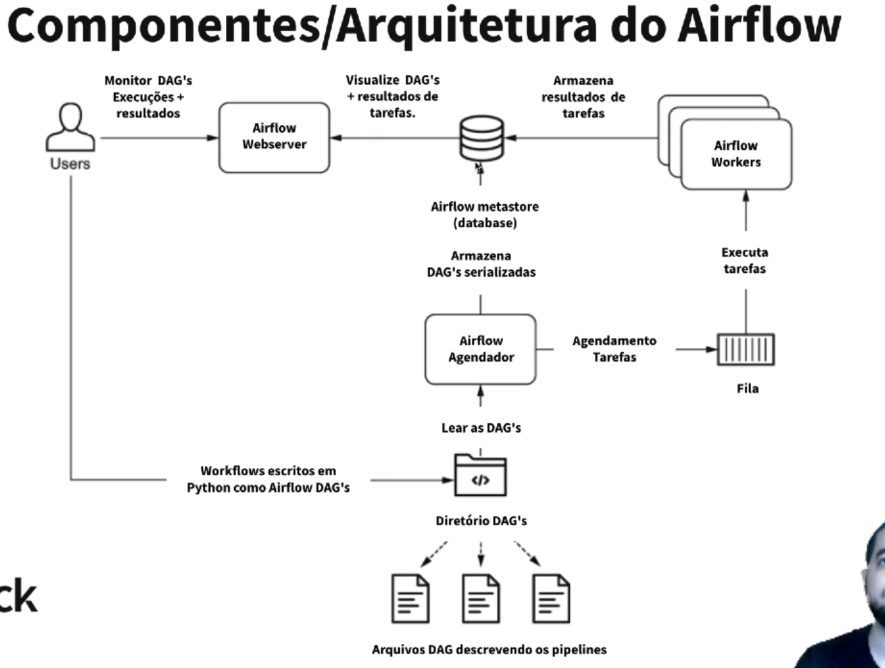 Componentes/Arquitetura do Airflow
Monitor DAG's
Execuções +
resultados
Visualize DAG's
+ resultados de
tarefas.
Armazena
resultados de
tarefas
Users
Airflow
Webserver
Airflow
Workers
Airflow metastore
(database)
Armazena
DAG's serializadas
Executa
tarefas
Airflow
Agendador
Agendamento
Tarefas
Fila
Lear as DAG's
Workflows escritos em
Python como Airflow DAG's
</>
Diretório DAG's
ck
Arquivos DAG descrevendo os pipelines